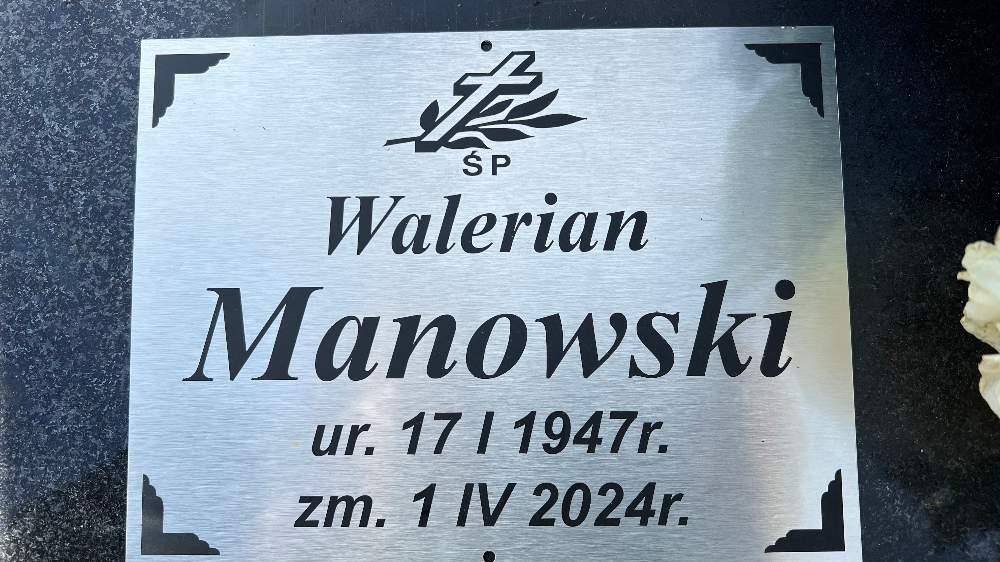 ŚP
Walerian
Manowski
ur. 17 I 1947r.
zm. 1 IV 2024r.